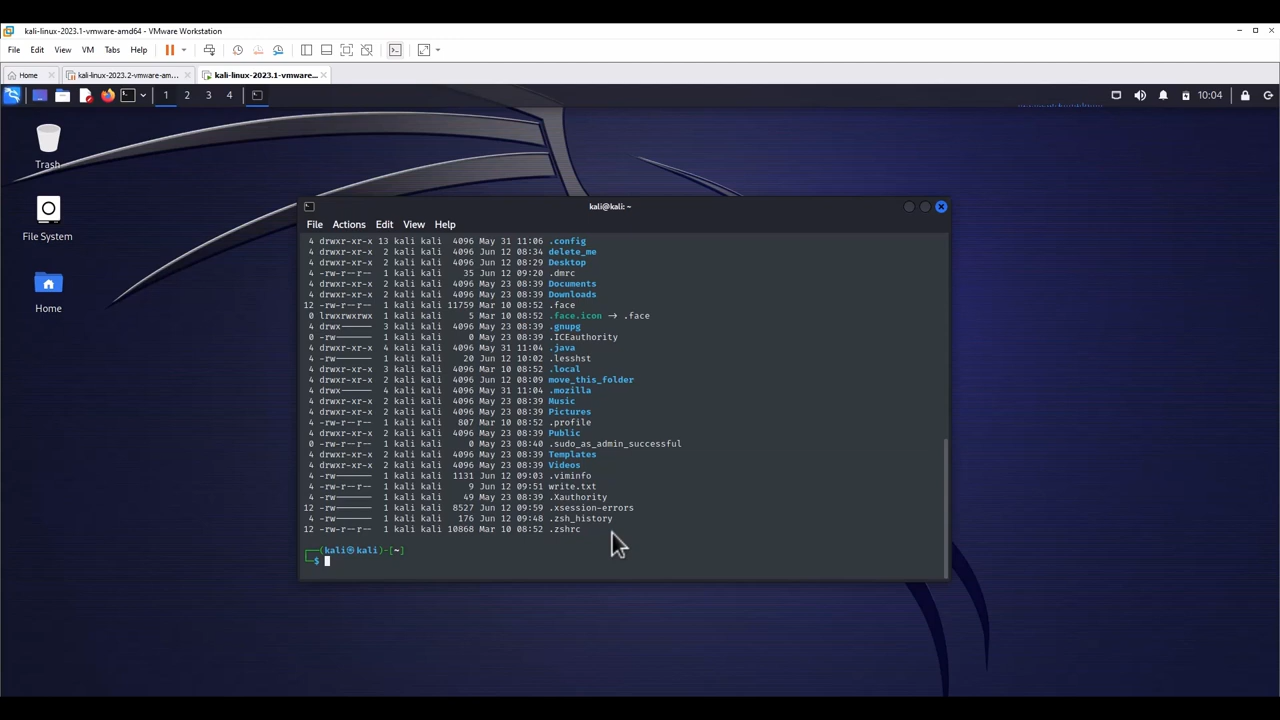 kali-linux-2023.1-vmware-amd64 - VMware Workstation
File Edit View VM Tabs Help
Home kali-linux-2023.2-vmware-am... kali-linux-2023.1-vmware...
1 2 3 4 10:04
Trash
File System
Home
kali@kali: ~
File Actions Edit View Help
4 drwxr-xr-x 13 kali kali 4096 May 31 11:06 .config
4 drwxr-xr-x 2 kali kali 4096 Jun 12 08:34 delete_me
4 drwxr-xr-x 2 kali kali 4096 Jun 12 08:29 Desktop
4 -rw-r--r-- 1 kali kali 35 Jun 12 09:20 .dmrc
4 drwxr-xr-x 2 kali kali 4096 May 23 08:39 Documents
4 drwxr-xr-x 2 kali kali 4096 May 23 08:39 Downloads
12 -rw-r--r-- 1 kali kali 11759 Mar 10 08:52 .face
0 lrwxrwxrwx 1 kali kali 5 Mar 10 08:52 .face.icon → .face
4 drwx------ 3 kali kali 4096 May 23 08:39 .gnupg
0 -rw------- 1 kali kali 0 May 23 08:39 .ICEauthority
4 drwxr-xr-x 4 kali kali 4096 May 31 11:04 .java
4 -rw------- 1 kali kali 20 Jun 12 10:02 .lesshst
4 drwxr-xr-x 3 kali kali 4096 Mar 10 08:52 .local
4 drwxr-xr-x 2 kali kali 4096 Jun 12 08:09 move_this_folder
4 drwx------ 4 kali kali 4096 May 31 11:04 .mozilla
4 drwxr-xr-x 2 kali kali 4096 May 23 08:39 Music
4 drwxr-xr-x 2 kali kali 4096 May 23 08:39 Pictures
4 -rw-r--r-- 1 kali kali 807 Mar 10 08:52 .profile
4 drwxr-xr-x 2 kali kali 4096 May 23 08:39 Public
0 -rw-r--r-- 1 kali kali 0 May 23 08:40 .sudo_as_admin_successful
4 drwxr-xr-x 2 kali kali 4096 May 23 08:39 Templates
4 drwxr-xr-x 2 kali kali 4096 May 23 08:39 Videos
4 -rw------- 1 kali kali 1131 Jun 12 09:03 .viminfo
4 -rw-r--r-- 1 kali kali 9 Jun 12 09:51 write.txt
4 -rw------- 1 kali kali 49 May 23 08:39 .Xauthority
12 -rw------- 1 kali kali 8527 Jun 12 09:59 .xsession-errors
4 -rw------- 1 kali kali 176 Jun 12 09:48 .zsh_history
12 -rw-r--r-- 1 kali kali 10868 Mar 10 08:52 .zshrc
┌──(kali㉿kali)-[~]
└─$